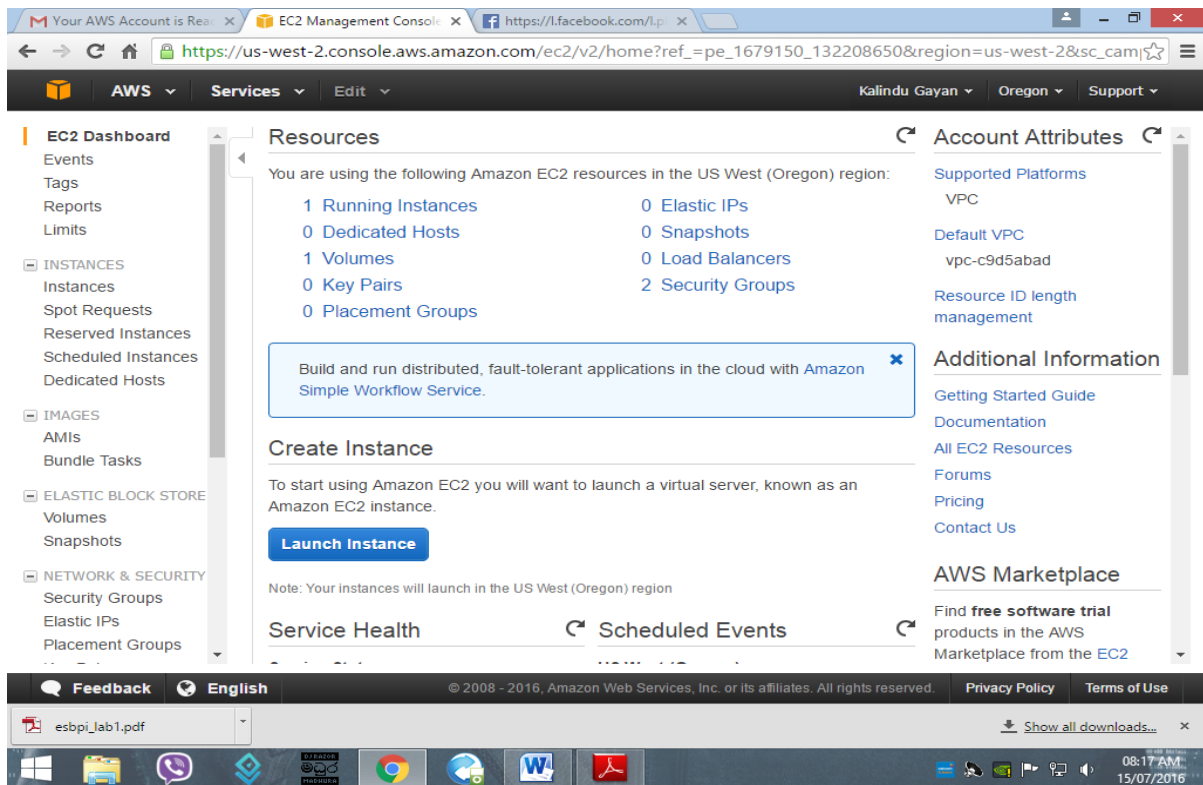 Your AWS Account is Read
EC2 Management Console
https://l.facebook.com/l.p
https://us-west-2.console.aws.amazon.com/ec2/v2/home?ref_=pe_1679150_132208650&region=us-west-2&sc_cam
AWS
Services
Edit
Kalindu Gayan
Oregon
Support
EC2 Dashboard
Events
Tags
Reports
Limits
INSTANCES
Instances
Spot Requests
Reserved Instances
Scheduled Instances
Dedicated Hosts
IMAGES
AMIs
Bundle Tasks
ELASTIC BLOCK STORE
Volumes
Snapshots
NETWORK & SECURITY
Security Groups
Elastic IPs
Placement Groups
Resources
You are using the following Amazon EC2 resources in the US West (Oregon) region:
1 Running Instances
0 Elastic IPs
0 Dedicated Hosts
0 Snapshots
1 Volumes
0 Load Balancers
0 Key Pairs
2 Security Groups
0 Placement Groups
Build and run distributed, fault-tolerant applications in the cloud with Amazon
Simple Workflow Service.
Create Instance
To start using Amazon EC2 you will want to launch a virtual server, known as an
Amazon EC2 instance.
Launch Instance
Note: Your instances will launch in the US West (Oregon) region
Service Health
Scheduled Events
Account Attributes
Supported Platforms
VPC
Default VPC
vpc-c9d5abad
Resource ID length
management
Additional Information
Getting Started Guide
Documentation
All EC2 Resources
Forums
Pricing
Contact Us
AWS Marketplace
Find free software trial
products in the AWS
Marketplace from the EC2
Feedback
English
© 2008 - 2016, Amazon Web Services, Inc. or its affiliates. All rights reserved.
Privacy Policy
Terms of Use
esbpi_lab1.pdf
Show all downloads...
මධුර
MADHURA
08:17 AM
15/07/2016